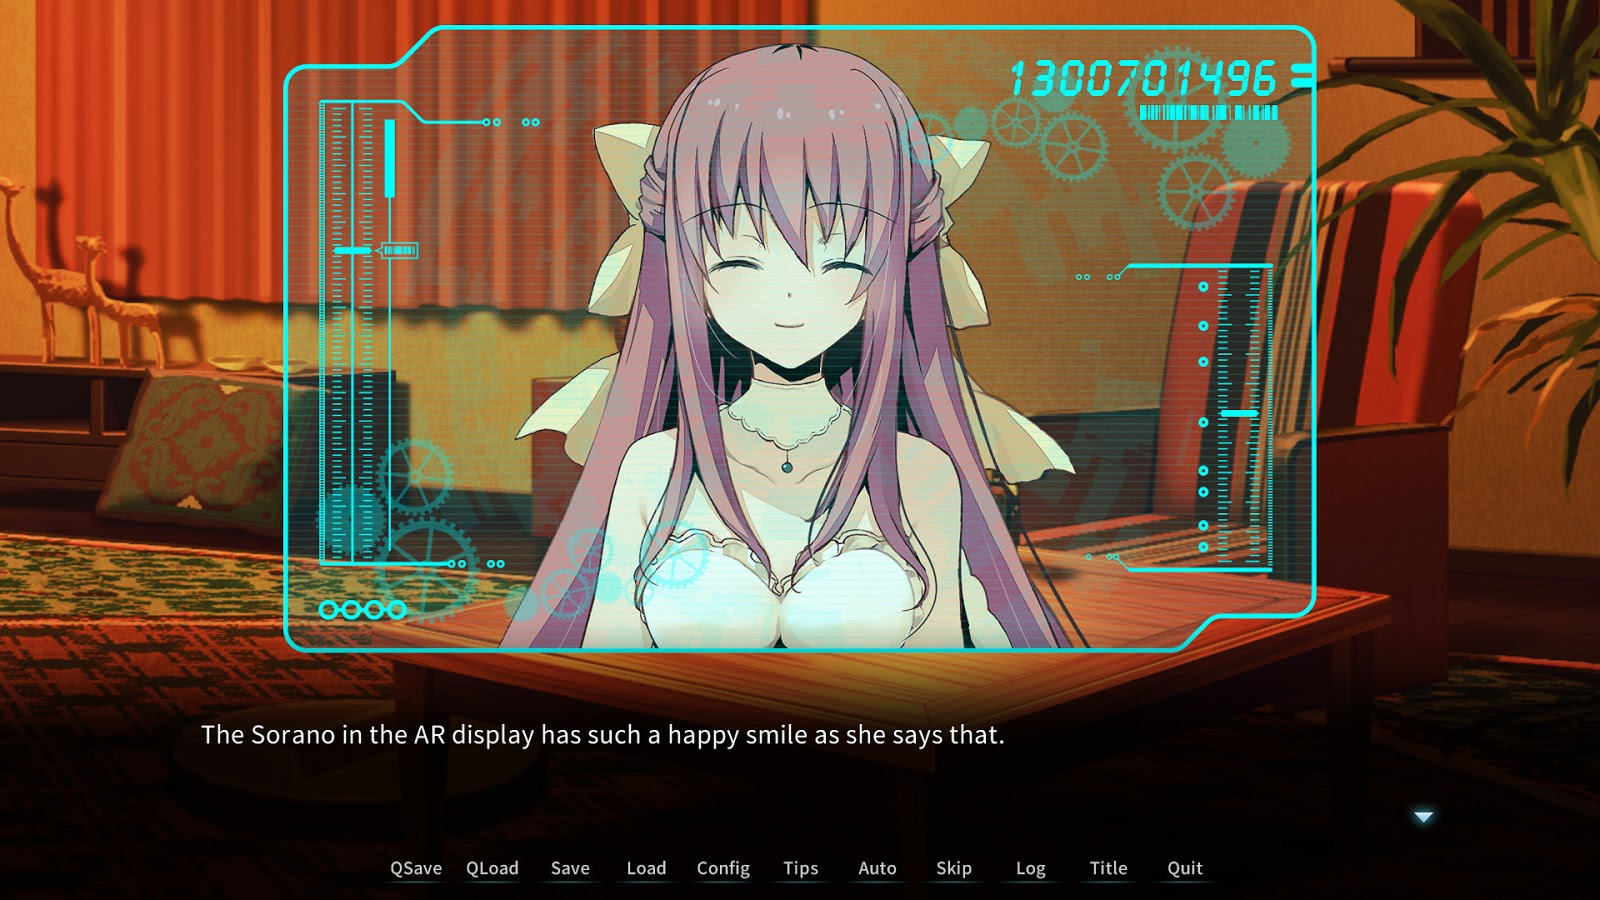 1300701496
The Sorano in the AR display has such a happy smile as she says that.
QSave QLoad Save Load Config Tips Auto Skip Log Title Quit